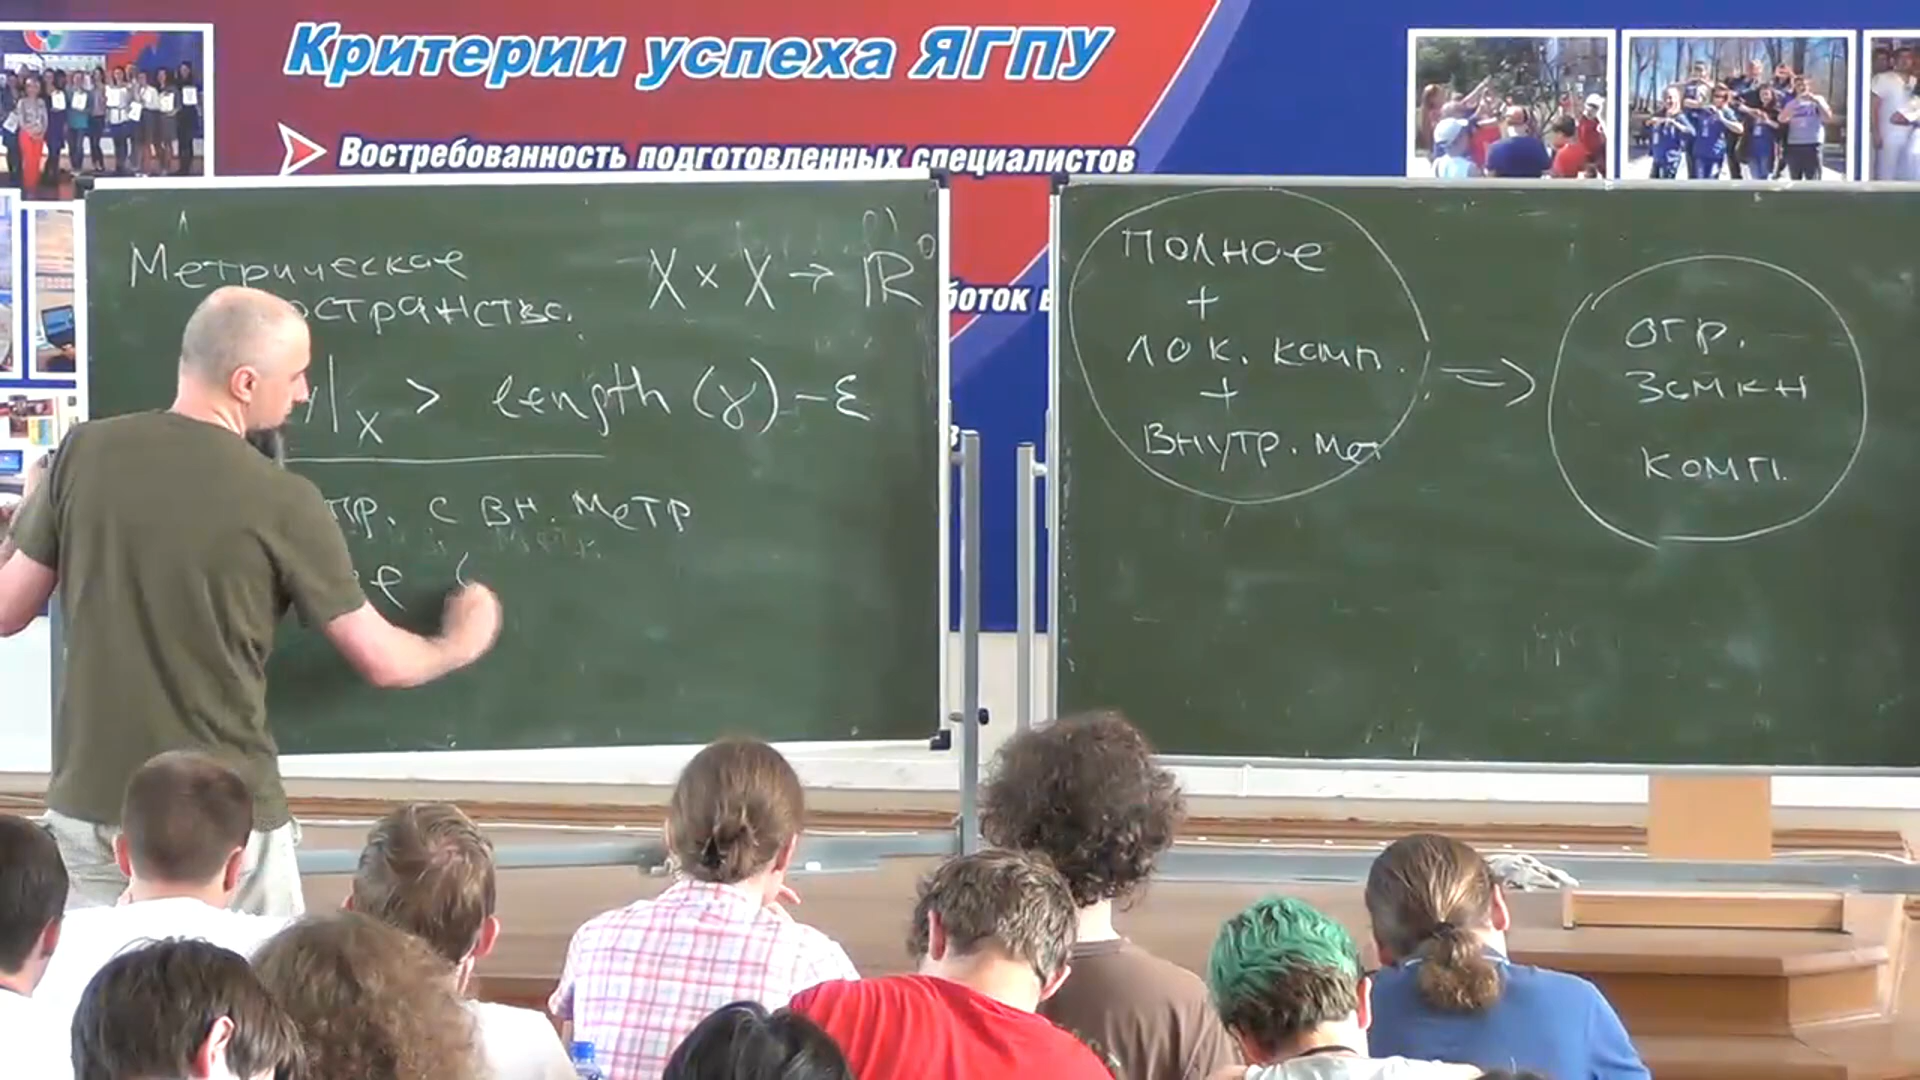 Критерии успеха ЯГПУ
Востребованность подготовленных специалистов
боток в
Метрическое
остранство.
X × X → ℝ
|x > length (γ) − ε
пр. с вн. метр
е (
полное
+
лок. комп.
+
внутр. мет
⇒
огр.
замкн
комп.